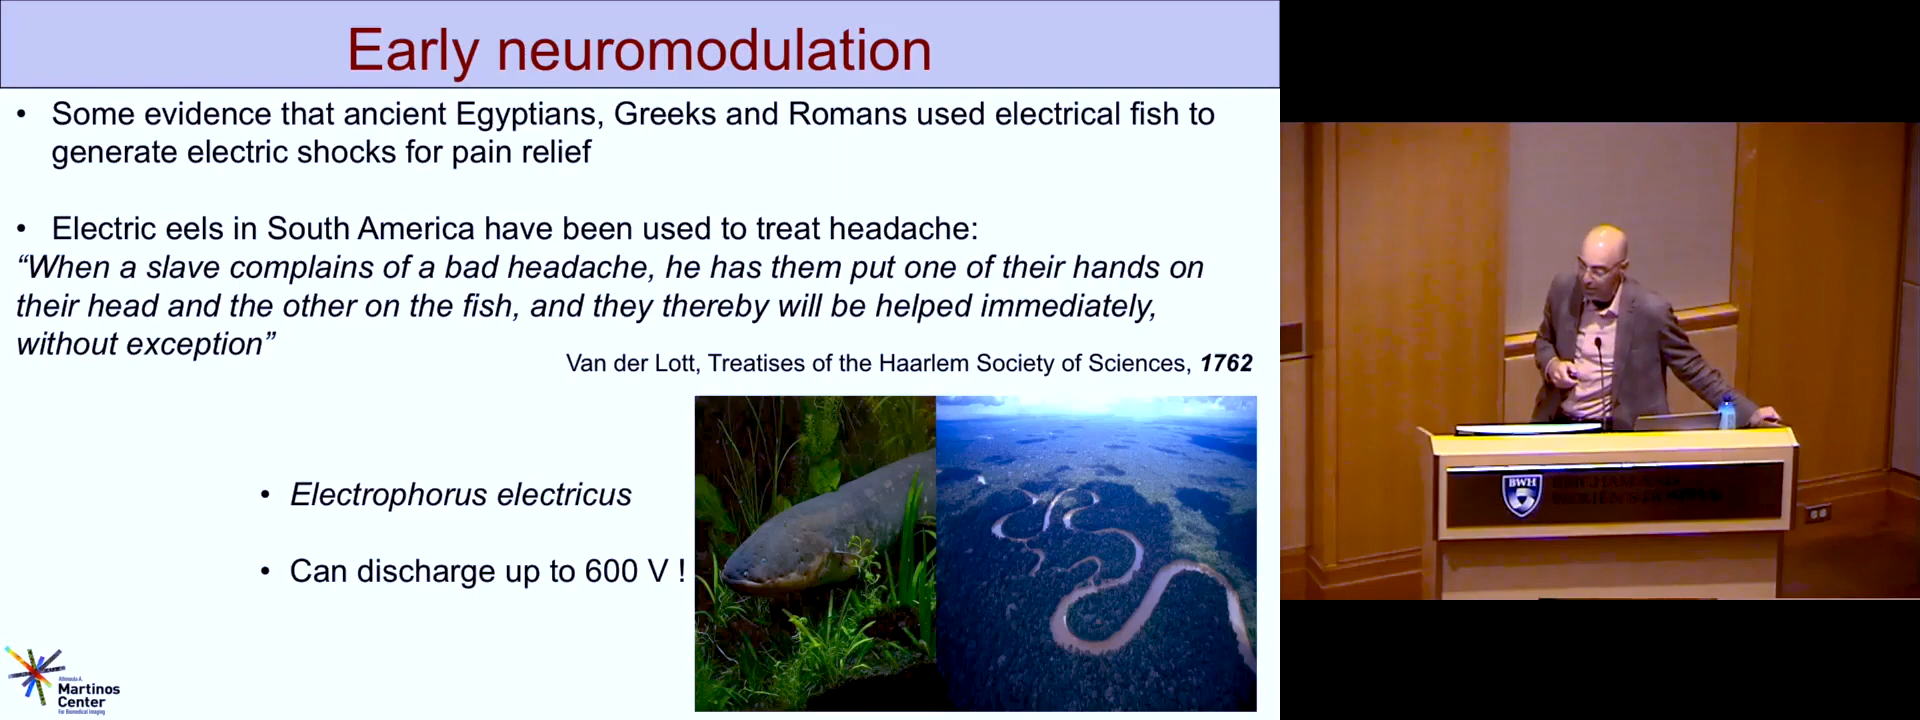 Early neuromodulation
• Some evidence that ancient Egyptians, Greeks and Romans used electrical fish to
generate electric shocks for pain relief
• Electric eels in South America have been used to treat headache:
“When a slave complains of a bad headache, he has them put one of their hands on
their head and the other on the fish, and they thereby will be helped immediately,
without exception”
Van der Lott, Treatises of the Haarlem Society of Sciences, 1762
• Electrophorus electricus
• Can discharge up to 600 V !
Athinoula A.
Martinos
Center
For Biomedical Imaging
BWH